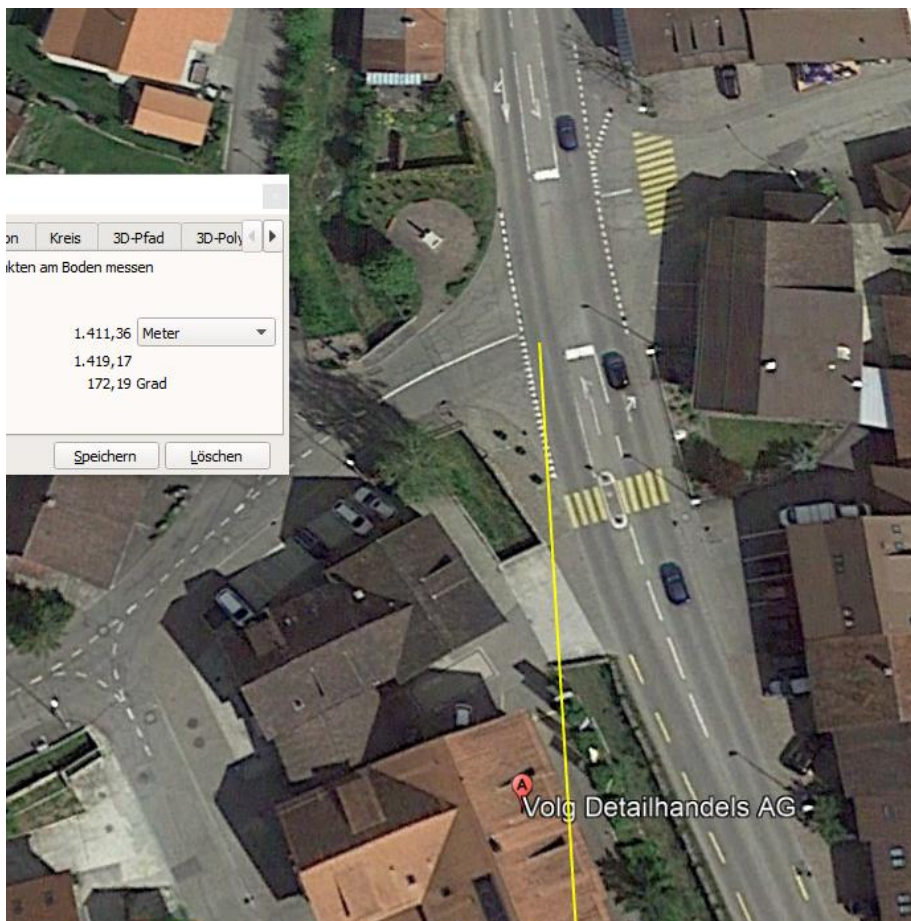 on Kreis 3D-Pfad 3D-Poly
nkten am Boden messen
1.411,36 Meter
1.419,17
172,19 Grad
Speichern Löschen
A
Volg Detailhandels AG